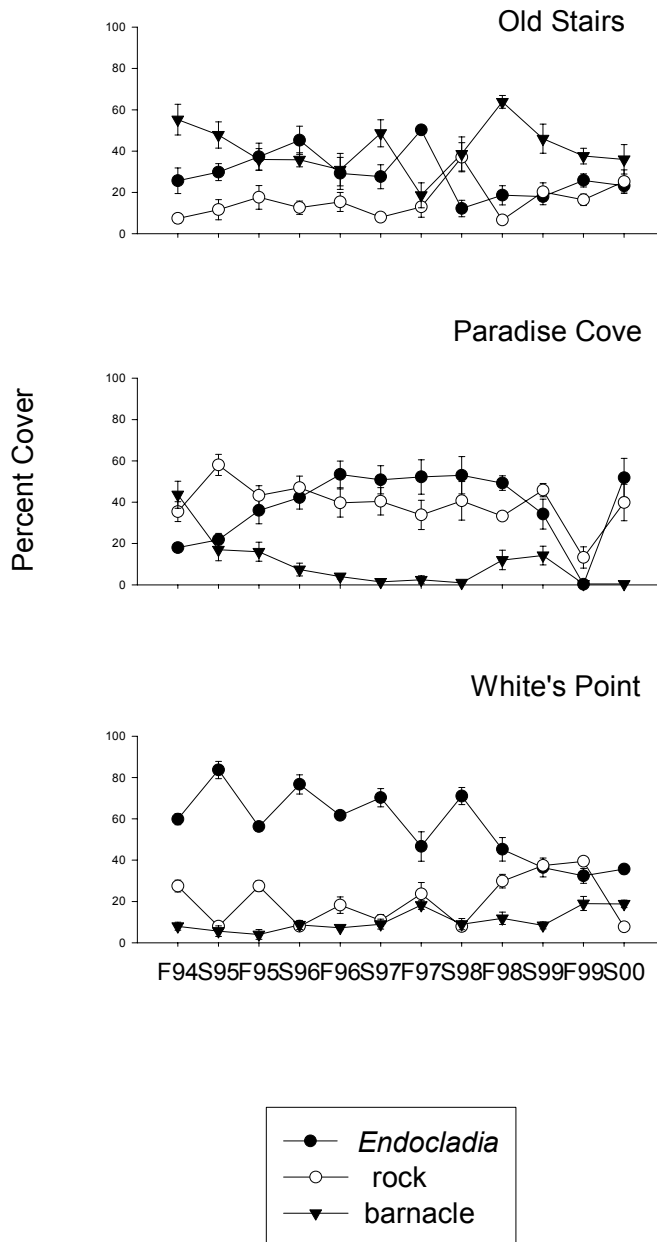 Old Stairs
100
80
60
40
20
0
Paradise Cove
Percent Cover
100
80
60
40
20
0
White's Point
100
80
60
40
20
0
F94S95F95S96F96S97F97S98F98S99F99S00
Endocladia
rock
barnacle